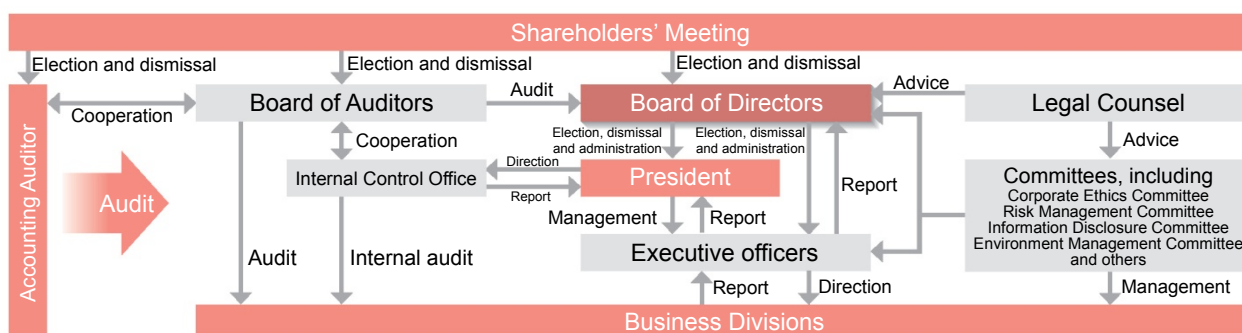 Shareholders' Meeting
Election and dismissal
Election and dismissal
Election and dismissal
Accounting Auditor
Cooperation
Board of Auditors
Audit
Board of Directors
Advice
Legal Counsel
Cooperation
Election, dismissal
and administration
Election, dismissal
and administration
Advice
Internal Control Office
Direction
Report
President
Report
Committees, including
Corporate Ethics Committee
Risk Management Committee
Information Disclosure Committee
Environment Management Committee
and others
Audit
Management
Report
Executive officers
Audit
Internal audit
Report
Direction
Management
Business Divisions